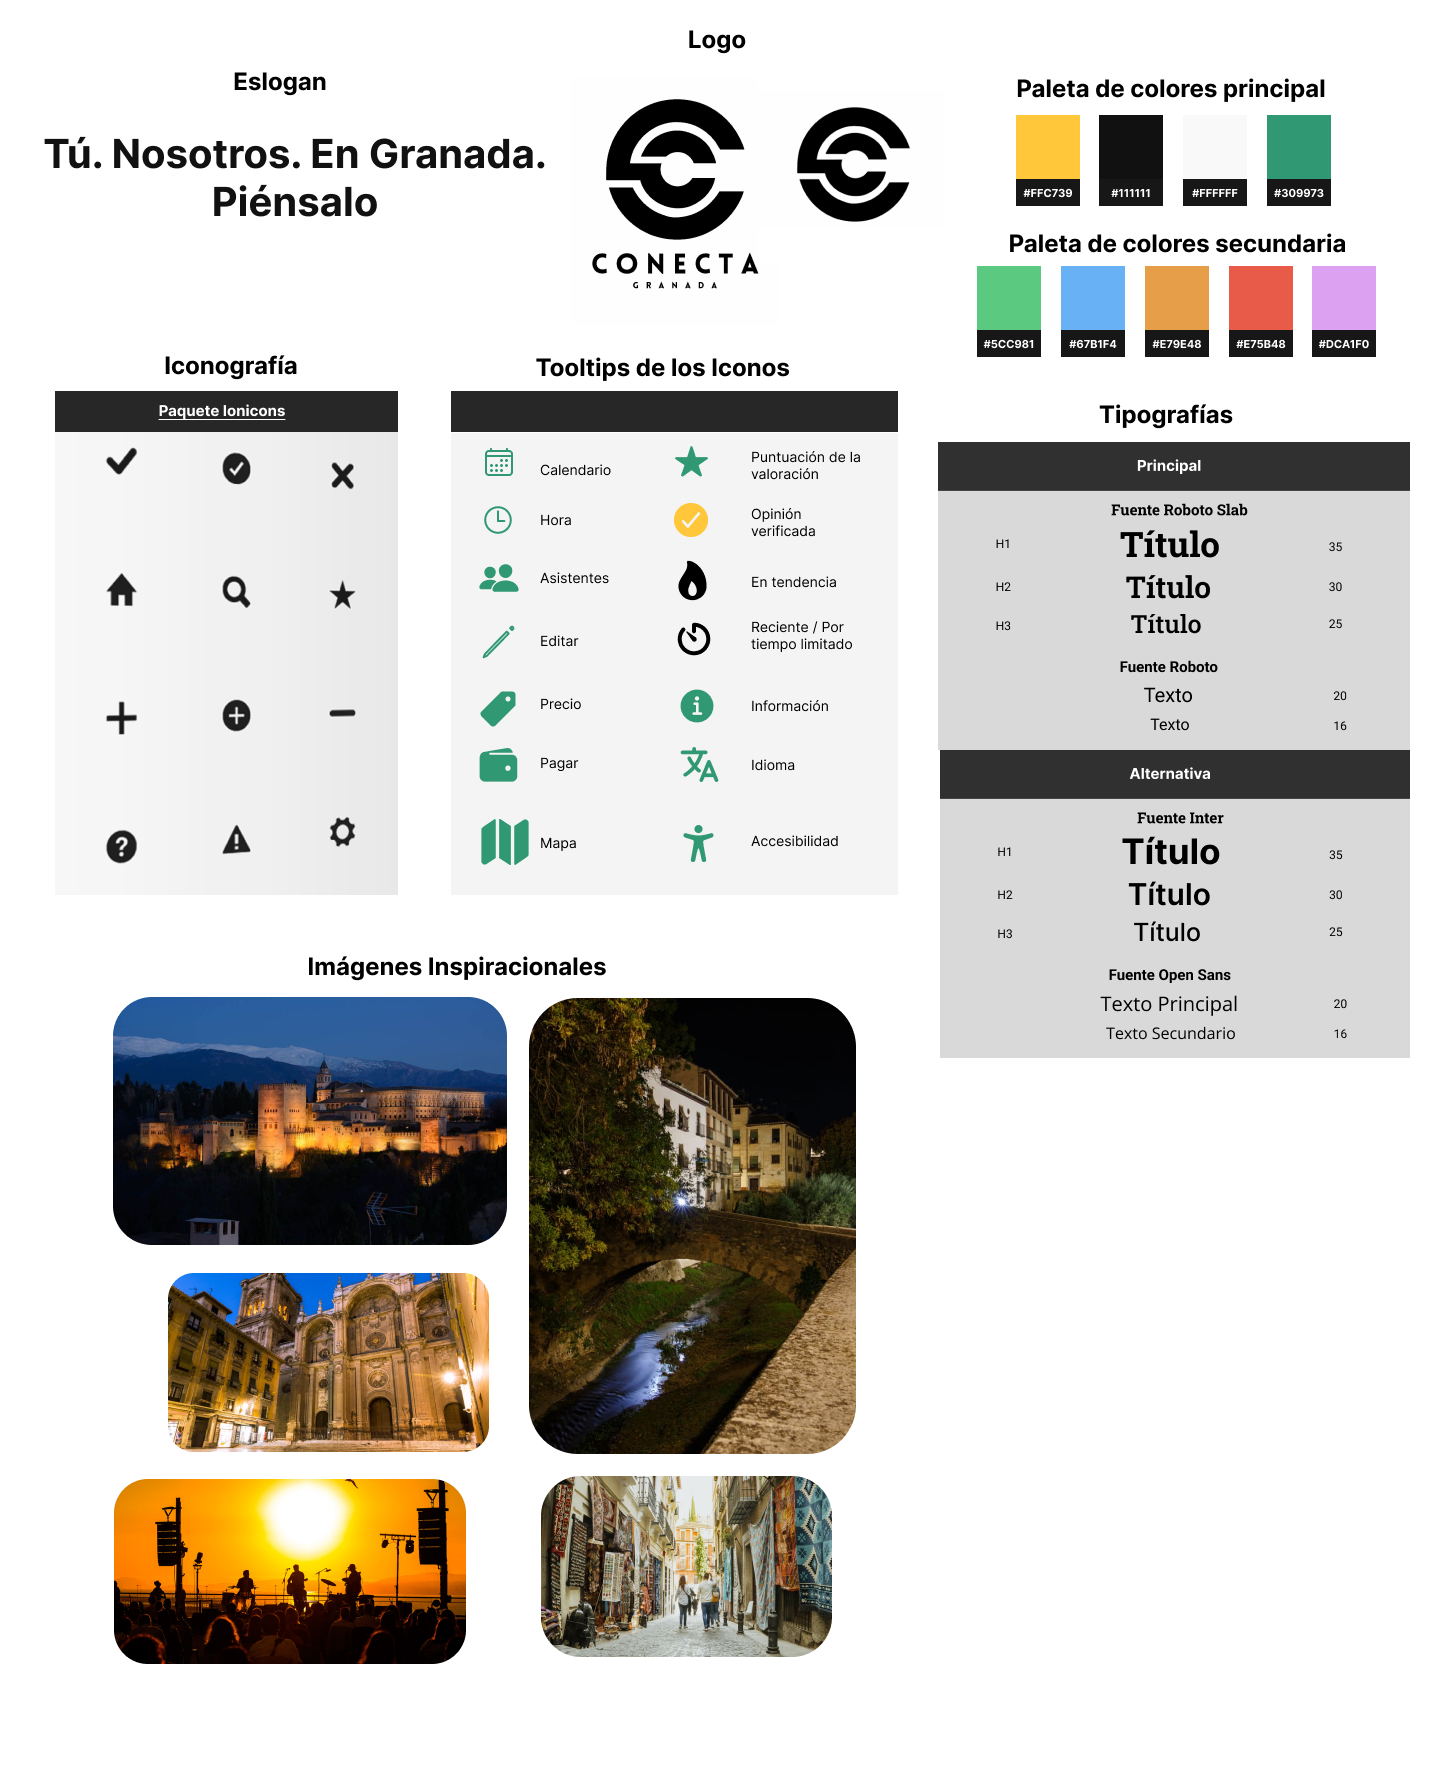 Logo
Eslogan
Tú. Nosotros. En Granada.
Piénsalo
CONECTA
GRANADA
Paleta de colores principal
#FFC739
#111111
#FFFFFF
#309973
Paleta de colores secundaria
#5CC981
#67B1F4
#E79E48
#E75B48
#DCA1F0
Iconografía
Paquete Ionicons
Tooltips de los Iconos
Calendario
Puntuación de la
valoración
Hora
Opinión
verificada
Asistentes
En tendencia
Editar
Reciente / Por
tiempo limitado
Precio
Información
Pagar
Idioma
Mapa
Accesibilidad
Tipografías
Principal
Fuente Roboto Slab
H1 Título 35
H2 Título 30
H3 Título 25
Fuente Roboto
Texto 20
Texto 16
Alternativa
Fuente Inter
H1 Título 35
H2 Título 30
H3 Título 25
Fuente Open Sans
Texto Principal 20
Texto Secundario 16
Imágenes Inspiracionales